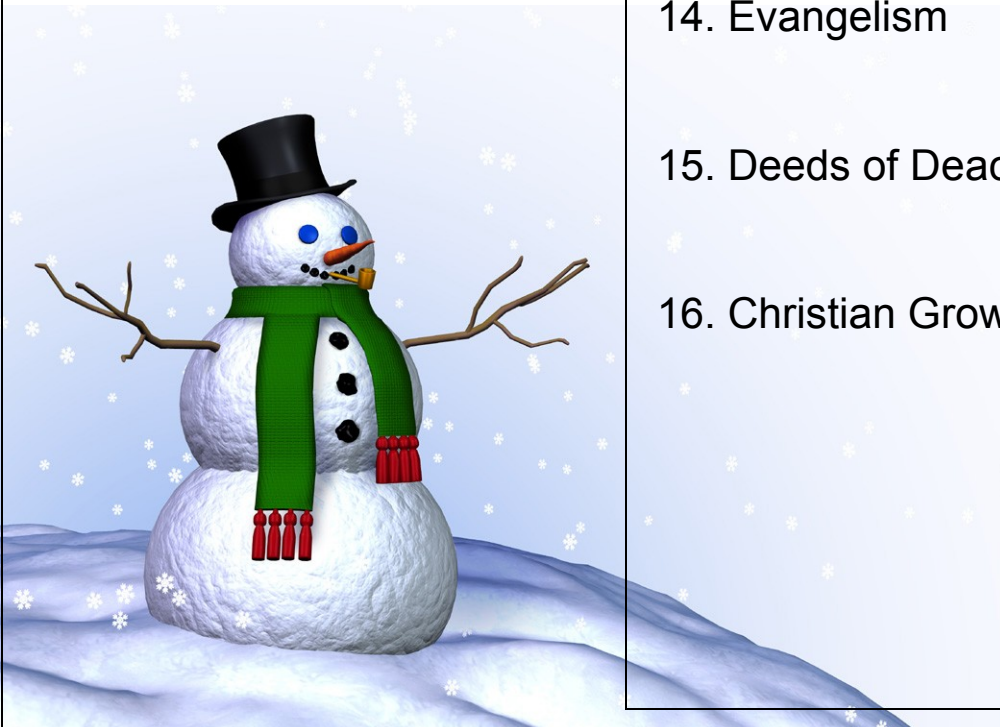 14. Evangelism
15. Deeds of
16. Christian